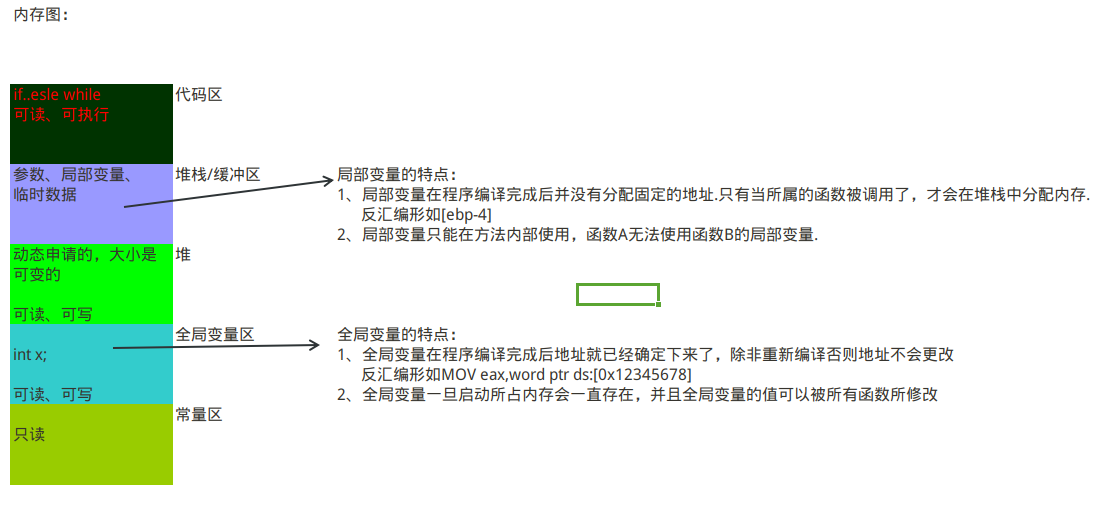 内存图：
if..esle while
可读、可执行
代码区
参数、局部变量、
临时数据
堆栈/缓冲区
局部变量的特点：
1、局部变量在程序编译完成后并没有分配固定的地址.只有当所属的函数被调用了，才会在堆栈中分配内存.
反汇编形如[ebp-4]
2、局部变量只能在方法内部使用，函数A无法使用函数B的局部变量.
动态申请的，大小是
可变的
可读、可写
堆
全局变量区
int x;
可读、可写
全局变量的特点：
1、全局变量在程序编译完成后地址就已经确定下来了，除非重新编译否则地址不会更改
反汇编形如MOV eax,word ptr ds:[0x12345678]
2、全局变量一旦启动所占内存会一直存在，并且全局变量的值可以被所有函数所修改
常量区
只读